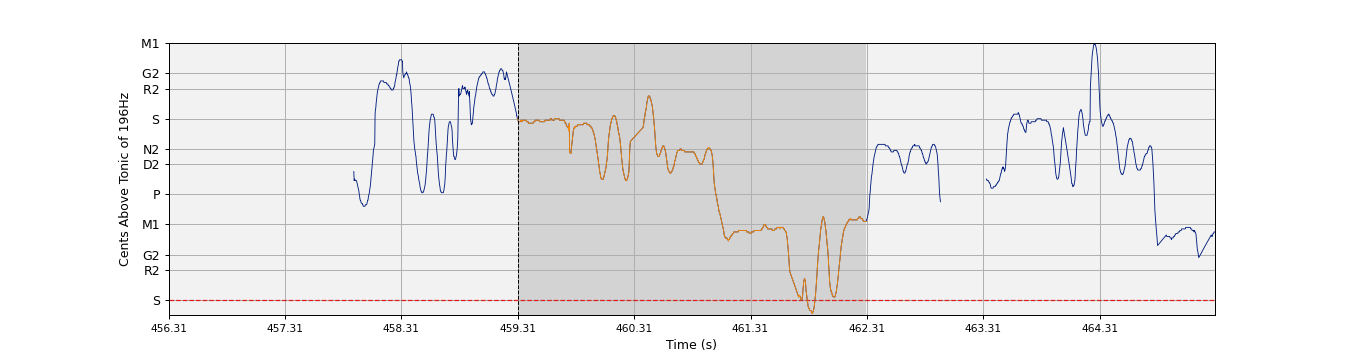 Cents Above Tonic of 196Hz
M1
G2
R2
S
N2
D2
P
M1
G2
R2
S
456.31 457.31 458.31 459.31 460.31 461.31 462.31 463.31 464.31
Time (s)